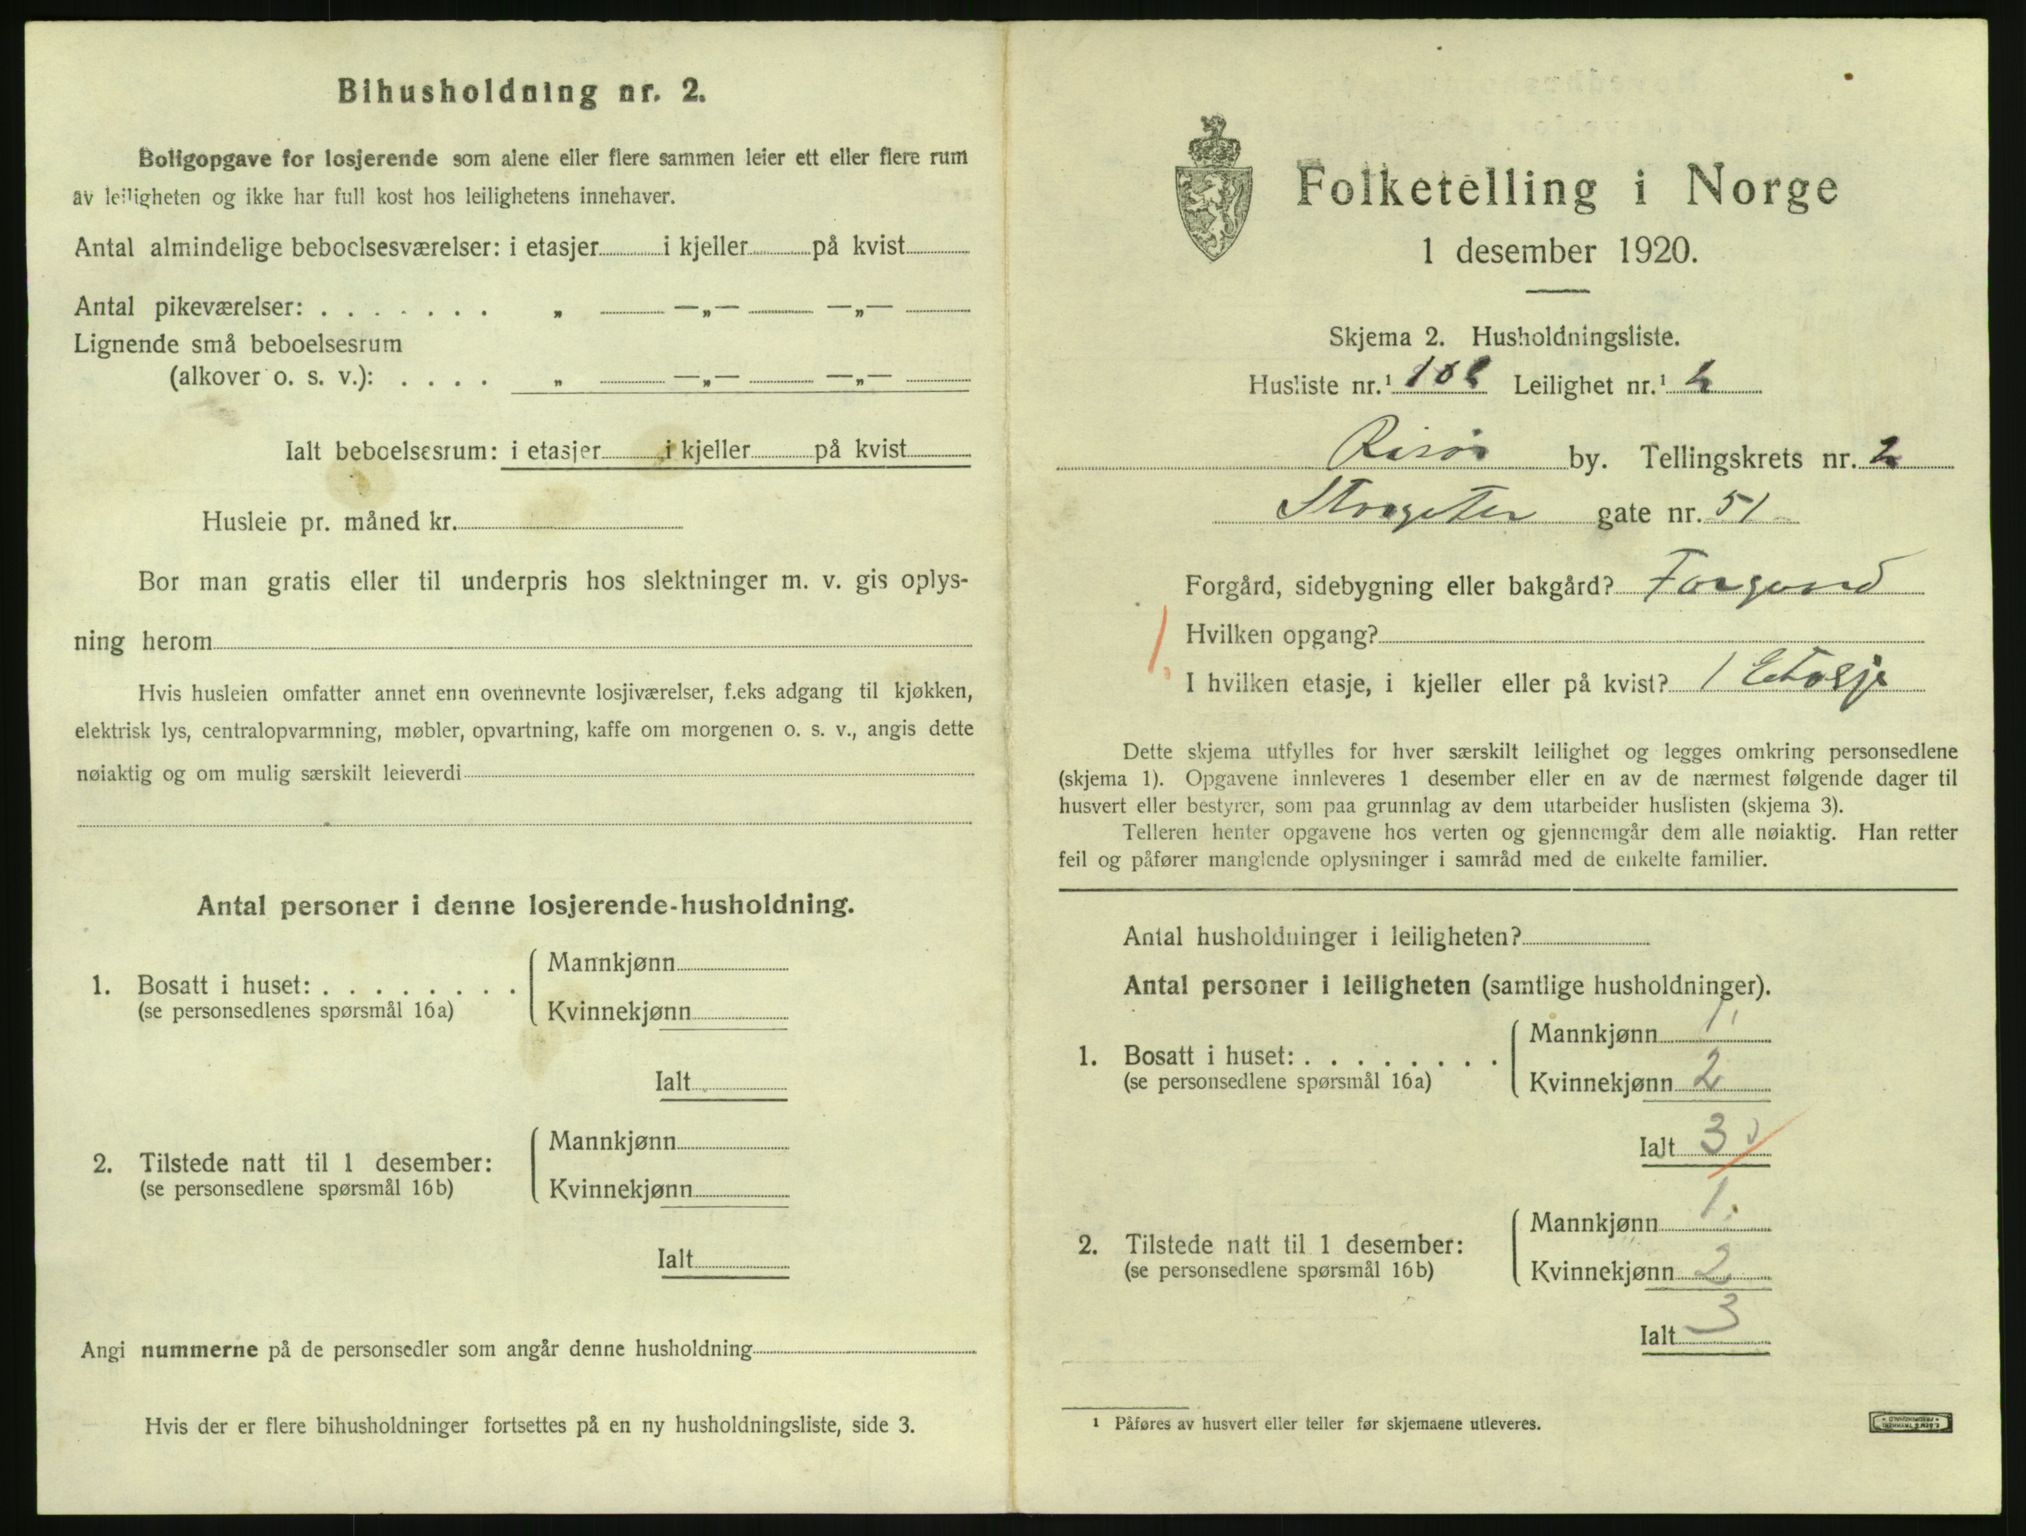 Bihusholdning nr. 2.
Boligopgave for losjerende som alene eller flere sammen leier ett eller flere rum
av leiligheten og ikke har full kost hos leilighetens innehaver.
Antal almindelige beboelsesværelser: i etasjer i kjeller på kvist
Antal pikeværelser: . . . . . . . „ —„— —„—
Lignende små beboelsesrum
(alkover o. s. v.): . . . . „ —„— —„—
Ialt beboelsesrum: i etasjer i kjeller på kvist
Husleie pr. måned kr.
Bor man gratis eller til underpris hos slektninger m. v. gis oplys-
ning herom
Hvis husleien omfatter annet enn ovennevnte losjiværelser, f.eks adgang til kjøkken,
elektrisk lys, centralopvarmning, møbler, opvartning, kaffe om morgenen o. s. v., angis dette
nøiaktig og om mulig særskilt leieverdi
Antal personer i denne losjerende-husholdning.
1. Bosatt i huset: . . . . . . . .
(se personsedlenes spørsmål 16a)
Mannkjønn
Kvinnekjønn
Ialt
2. Tilstede natt til 1 desember:
(se personsedlene spørsmål 16b)
Mannkjønn
Kvinnekjønn
Ialt
Angi nummerne på de personsedler som angår denne husholdning
Hvis der er flere bihusholdninger fortsettes på en ny husholdningsliste, side 3.
Folketelling i Norge
1 desember 1920.
Skjema 2. Husholdningsliste.
Husliste nr.¹ Leilighet nr.¹ 2
Risør by. Tellingskrets nr. 2
gate nr. 51
Forgård, sidebygning eller bakgård? Forgaard
Hvilken opgang?
I hvilken etasje, i kjeller eller på kvist? 1 Etasje
Dette skjema utfylles for hver særskilt leilighet og legges omkring personsedlene
(skjema 1). Opgavene innleveres 1 desember eller en av de nærmest følgende dager til
husvert eller bestyrer, som paa grunnlag av dem utarbeider huslisten (skjema 3).
Telleren henter opgavene hos verten og gjennemgår dem alle nøiaktig. Han retter
feil og påfører manglende oplysninger i samråd med de enkelte familier.
Antal husholdninger i leiligheten?
Antal personer i leiligheten (samtlige husholdninger).
1. Bosatt i huset: . . . . . . . .
(se personsedlene spørsmål 16a)
Mannkjønn 1
Kvinnekjønn 2
Ialt 3
2. Tilstede natt til 1 desember:
(se personsedlene spørsmål 16b)
Mannkjønn 1.
Kvinnekjønn 2
Ialt 3
¹ Påføres av husvert eller teller før skjemaene utleveres.